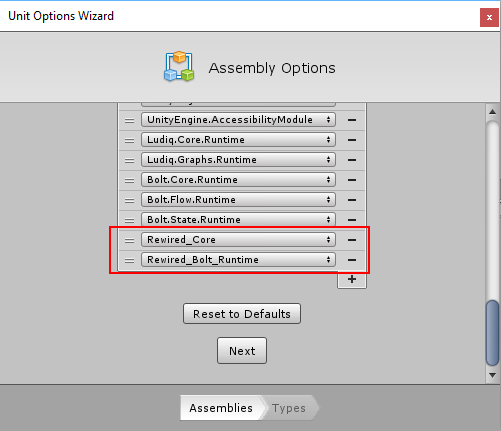 Unit Options Wizard
Assembly Options
UnityEngine.AccessibilityModule
Ludiq.Core.Runtime
Ludiq.Graphs.Runtime
Bolt.Core.Runtime
Bolt.Flow.Runtime
Bolt.State.Runtime
Rewired_Core
Rewired_Bolt_Runtime
Reset to Defaults
Next
Assemblies Types